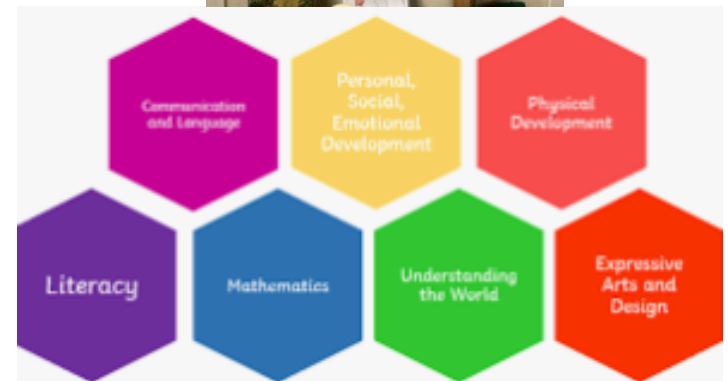 Communication
and Language
Personal,
Social,
Emotional
Development
Physical
Development
Literacy
Mathematics
Understanding
the World
Expressive
Arts and
Design